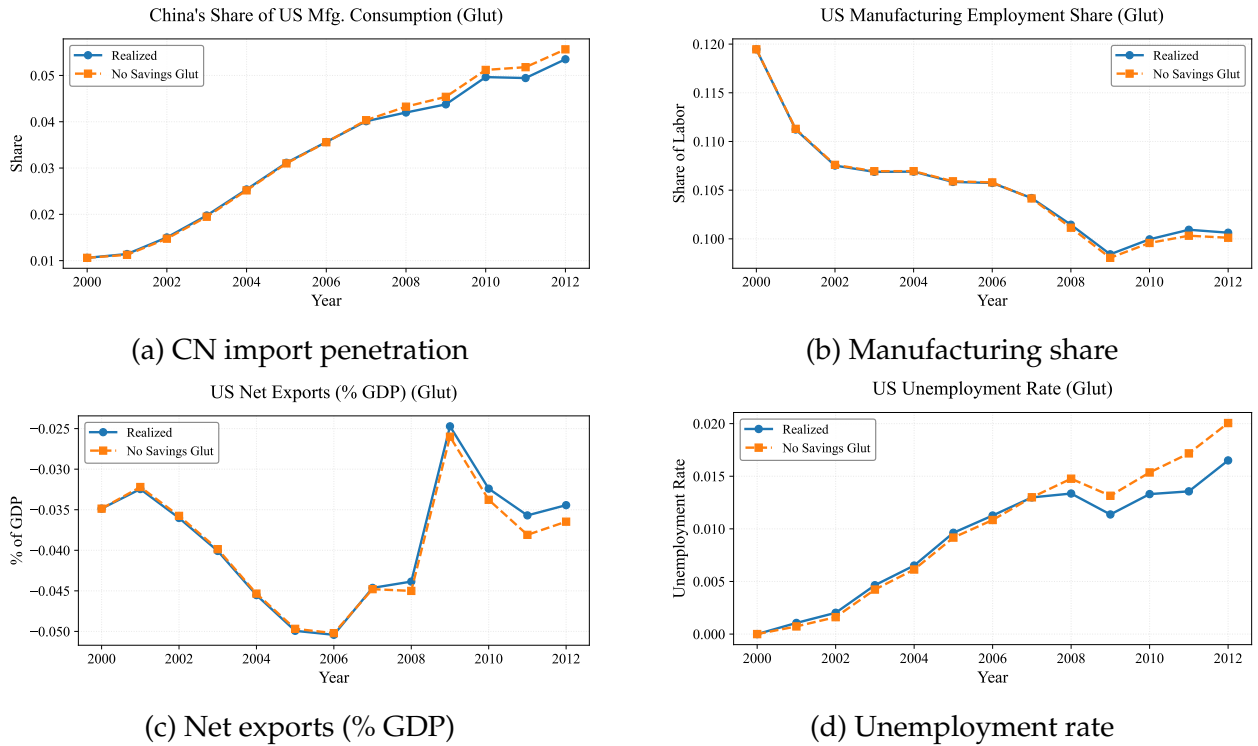 China's Share of US Mfg. Consumption (Glut)
Realized
No Savings Glut
Share
0.05
0.04
0.03
0.02
0.01
2000 2002 2004 2006 2008 2010 2012
Year
(a) CN import penetration
US Manufacturing Employment Share (Glut)
Realized
No Savings Glut
Share of Labor
0.120
0.115
0.110
0.105
0.100
2000 2002 2004 2006 2008 2010 2012
Year
(b) Manufacturing share
US Net Exports (% GDP) (Glut)
Realized
No Savings Glut
% of GDP
−0.025
−0.030
−0.035
−0.040
−0.045
−0.050
2000 2002 2004 2006 2008 2010 2012
Year
(c) Net exports (% GDP)
US Unemployment Rate (Glut)
Realized
No Savings Glut
Unemployment Rate
0.020
0.015
0.010
0.005
0.000
2000 2002 2004 2006 2008 2010 2012
Year
(d) Unemployment rate